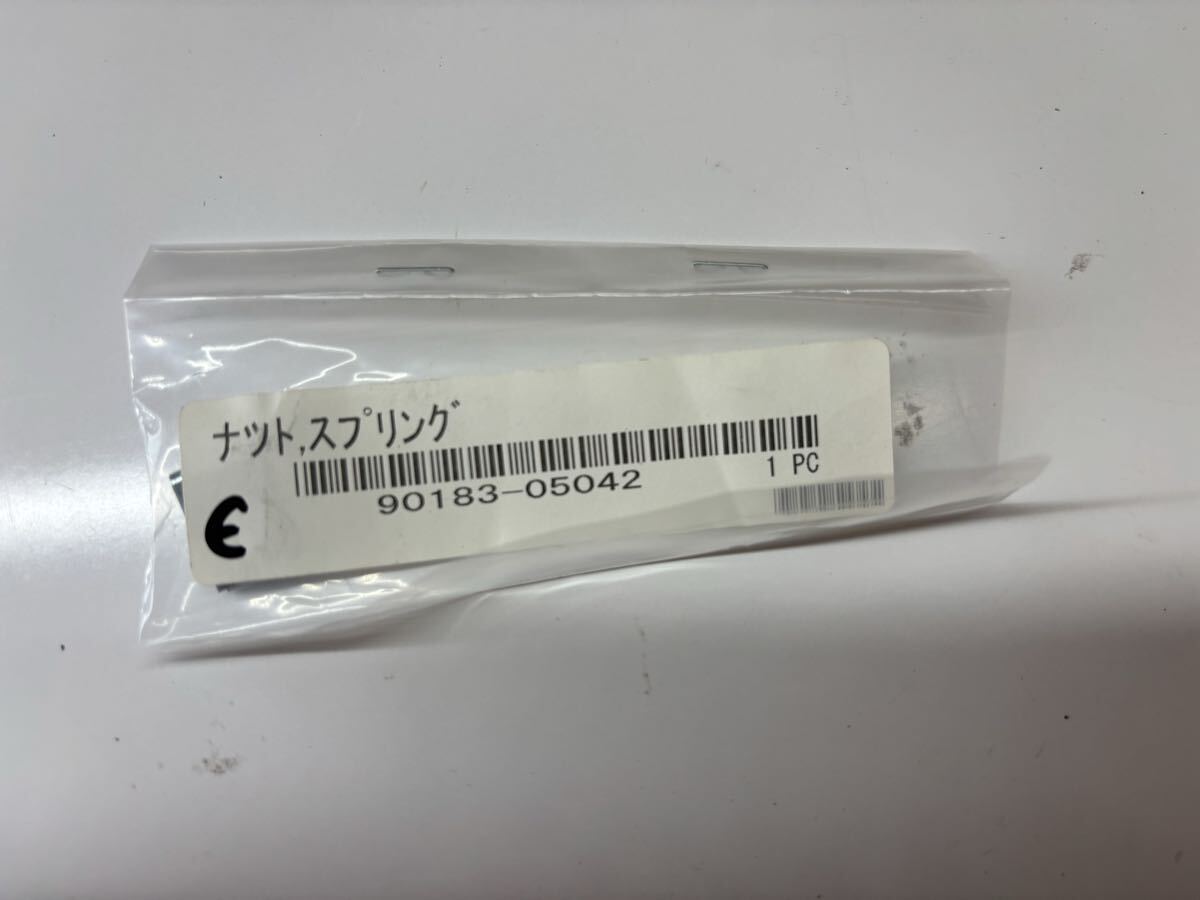 ﾅﾂﾄ,ｽﾌﾟﾘﾝｸﾞ
90183-05042
1 PC
E